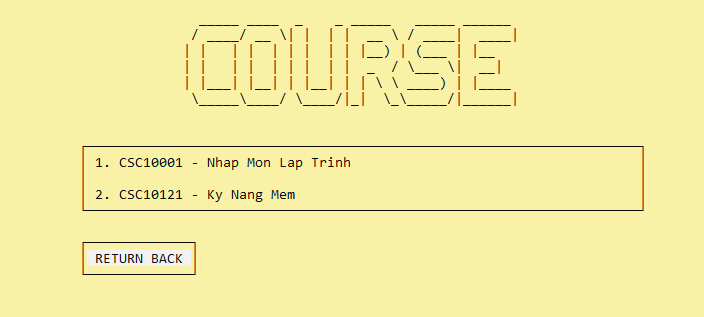 COURSE
1. CSC10001 - Nhap Mon Lap Trinh
2. CSC10121 - Ky Nang Mem
RETURN BACK